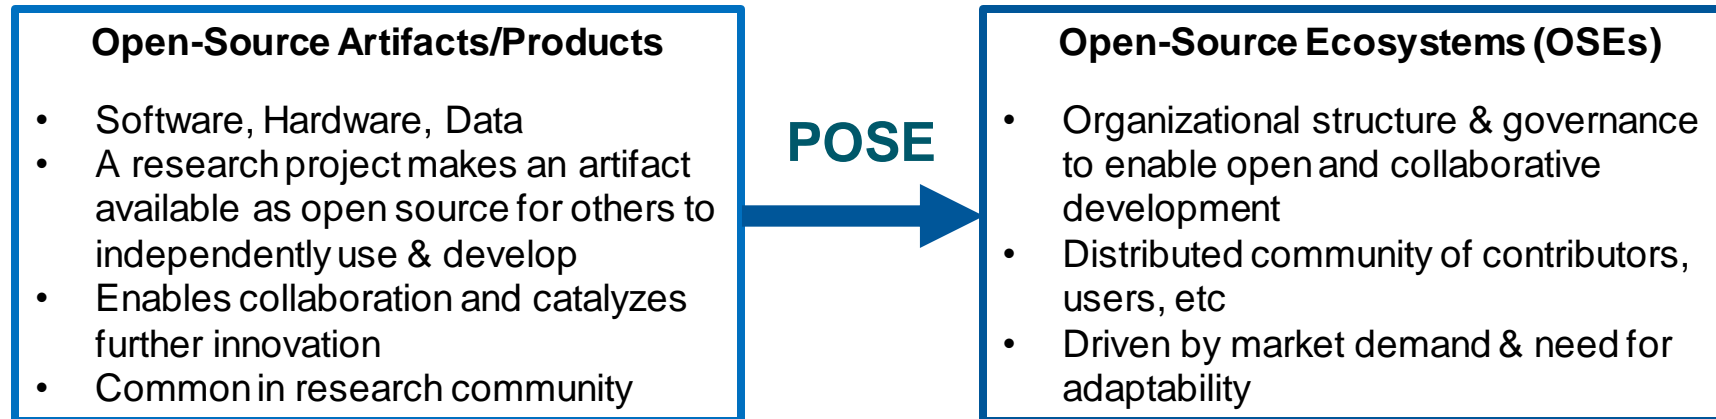 Open-Source Artifacts/Products
• Software, Hardware, Data
• A research project makes an artifact
available as open source for others to
independently use & develop
• Enables collaboration and catalyzes
further innovation
• Common in research community
POSE
Open-Source Ecosystems (OSEs)
• Organizational structure & governance
to enable open and collaborative
development
• Distributed community of contributors,
users, etc
• Driven by market demand & need for
adaptability